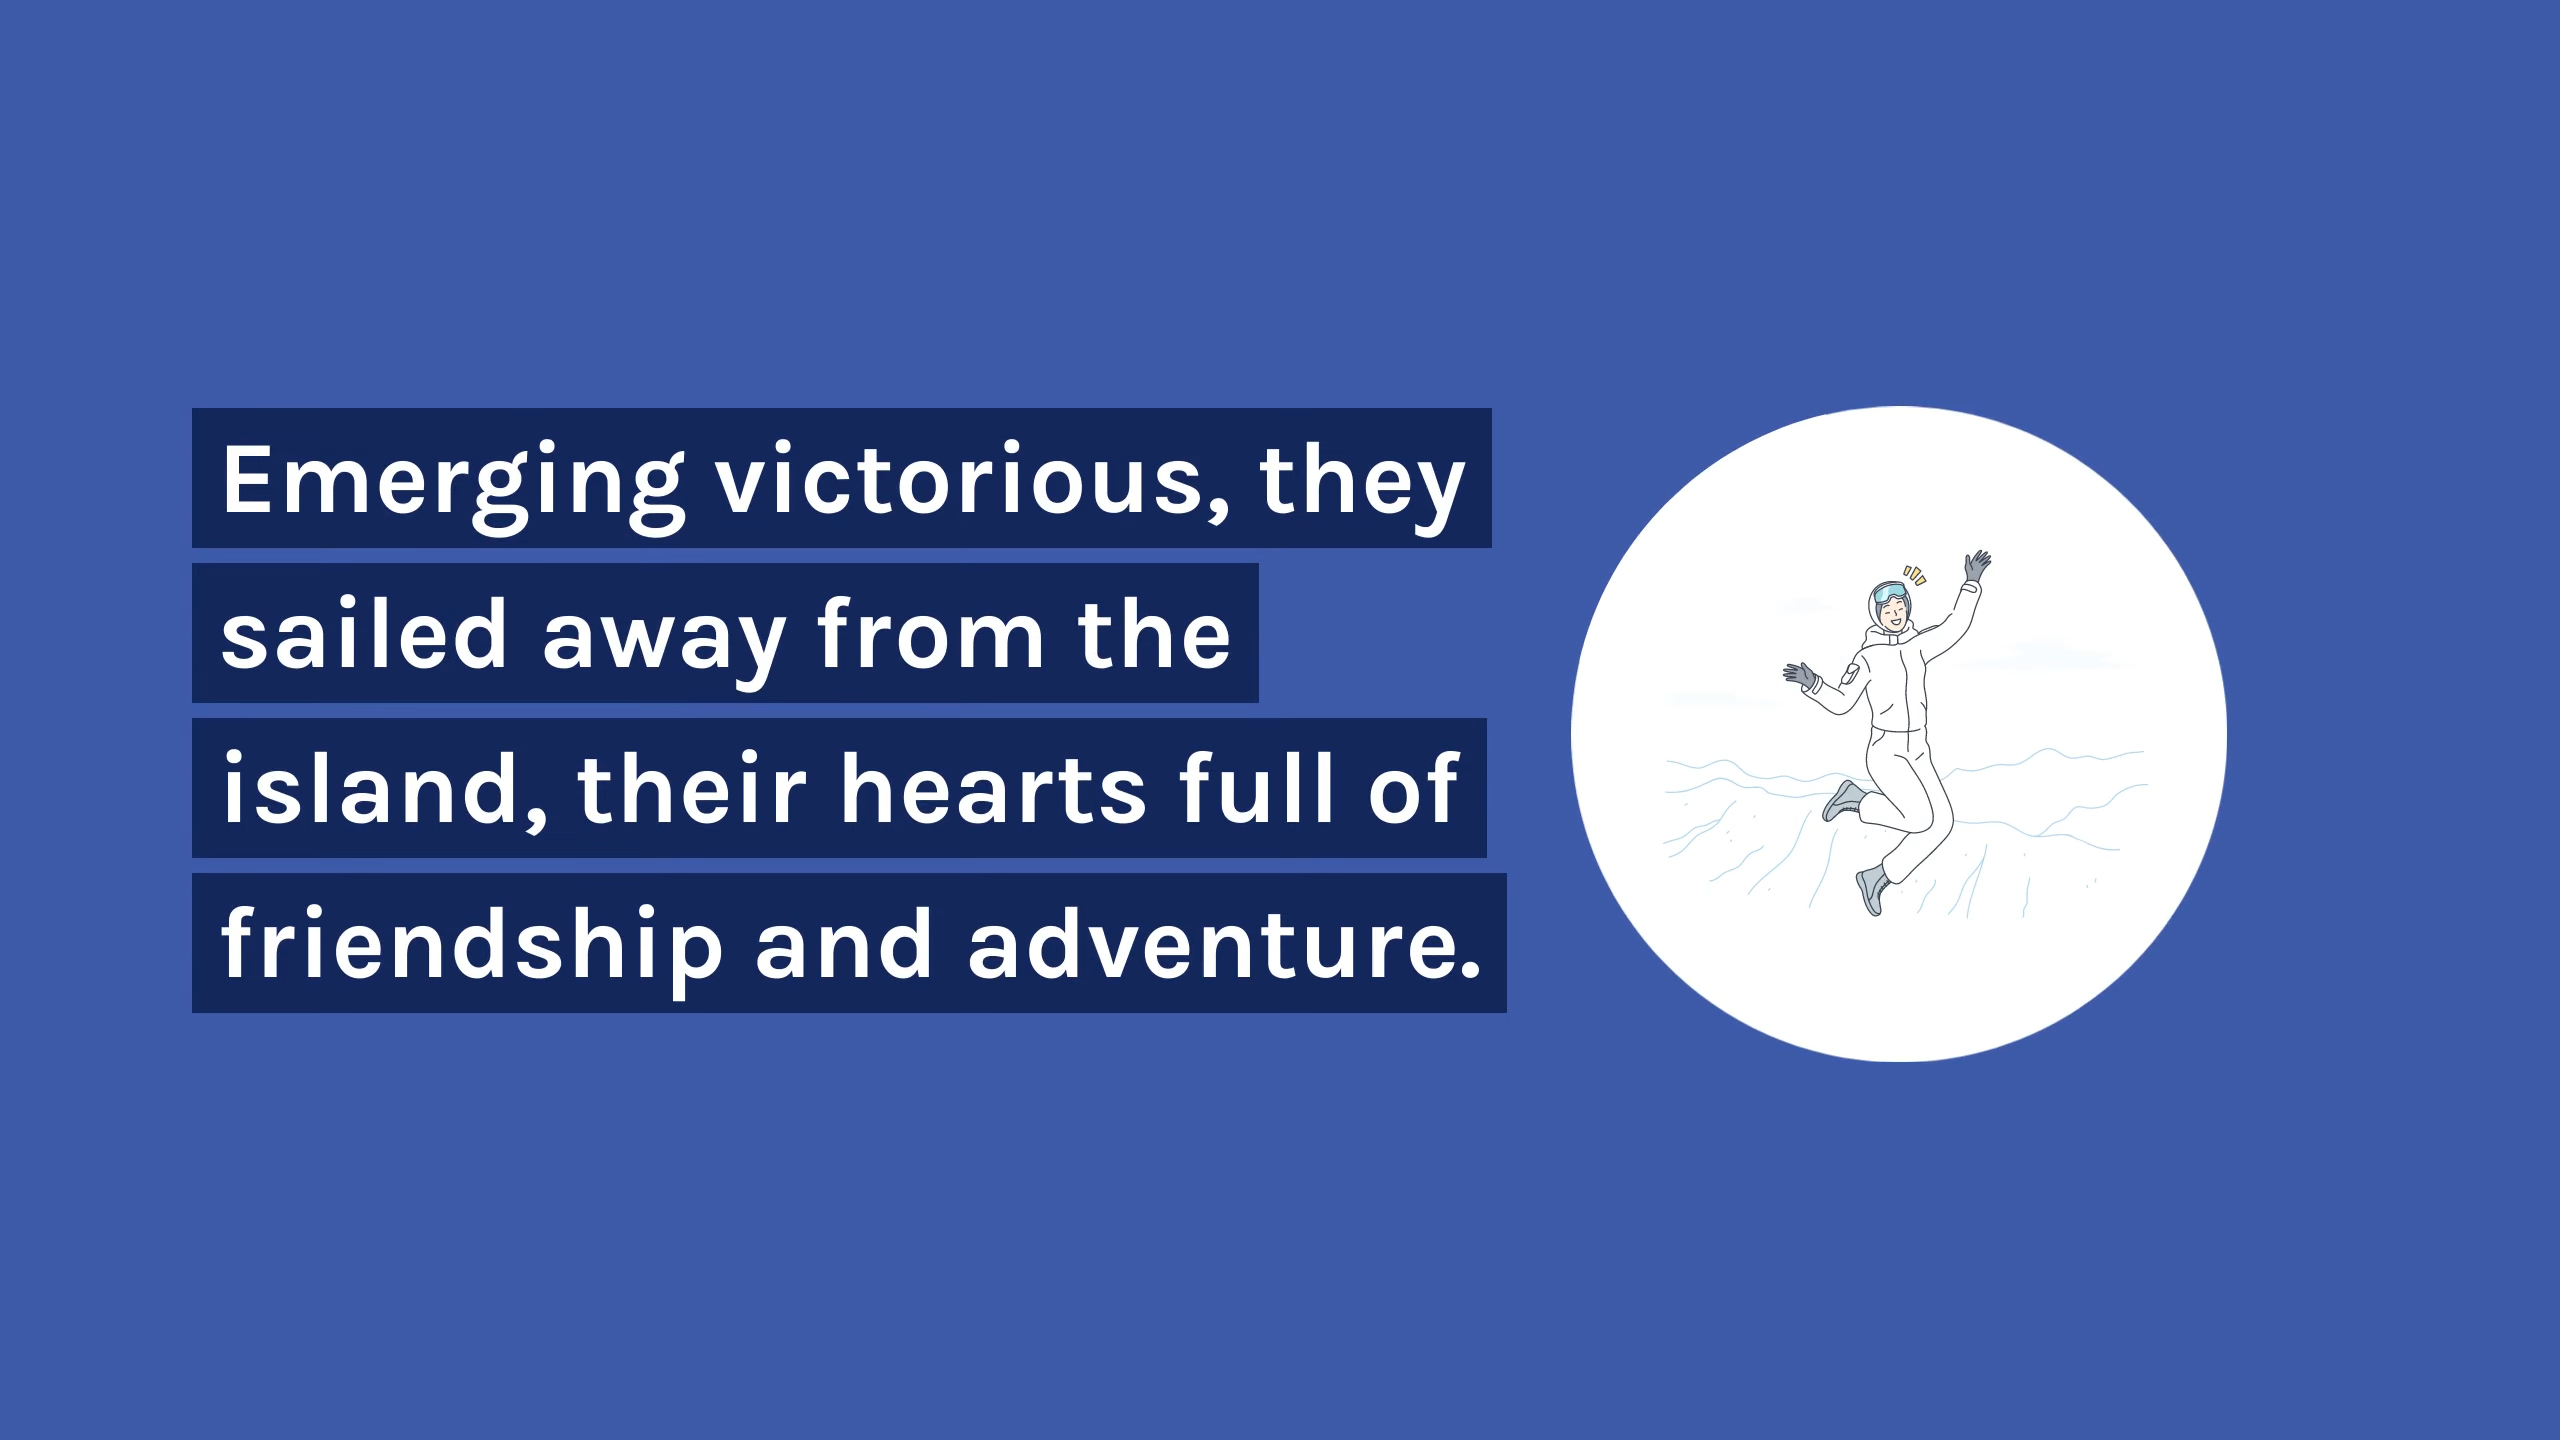 Emerging victorious, they
sailed away from the
island, their hearts full of
friendship and adventure.